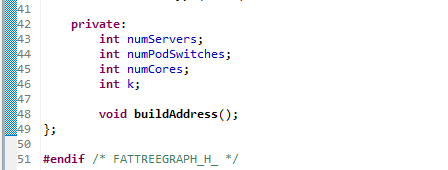 41
42 private:
43 int numServers;
44 int numPodSwitches;
45 int numCores;
46 int k;
47
48 void buildAddress();
49 };
50
51 #endif /* FATTREEGRAPH_H_ */